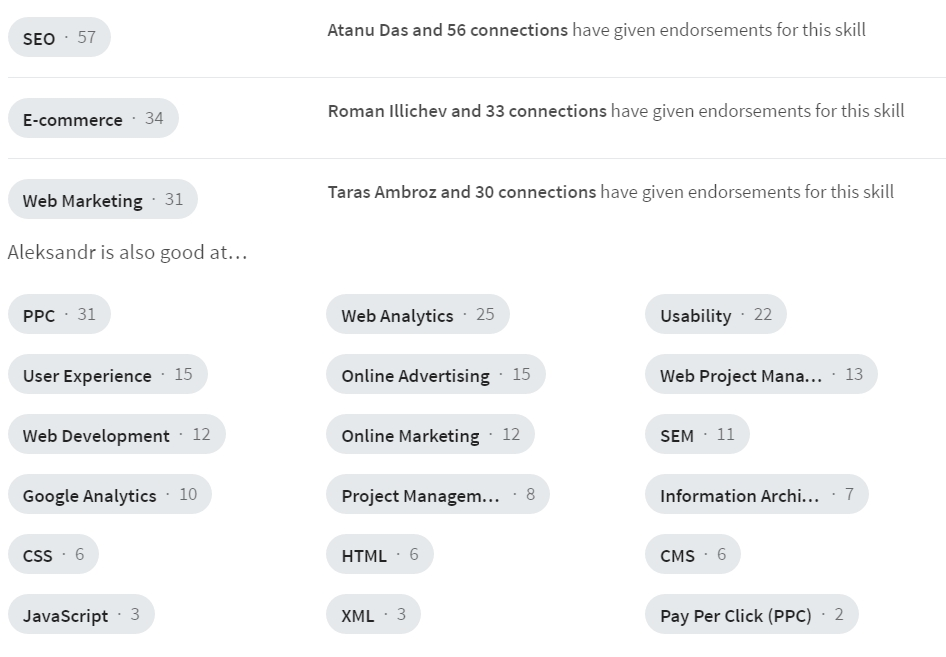 SEO · 57 Atanu Das and 56 connections have given endorsements for this skill
E-commerce · 34 Roman Illichev and 33 connections have given endorsements for this skill
Web Marketing · 31 Taras Ambroz and 30 connections have given endorsements for this skill
Aleksandr is also good at…
PPC · 31 Web Analytics · 25 Usability · 22
User Experience · 15 Online Advertising · 15 Web Project Mana… · 13
Web Development · 12 Online Marketing · 12 SEM · 11
Google Analytics · 10 Project Managem… · 8 Information Archi… · 7
CSS · 6 HTML · 6 CMS · 6
JavaScript · 3 XML · 3 Pay Per Click (PPC) · 2